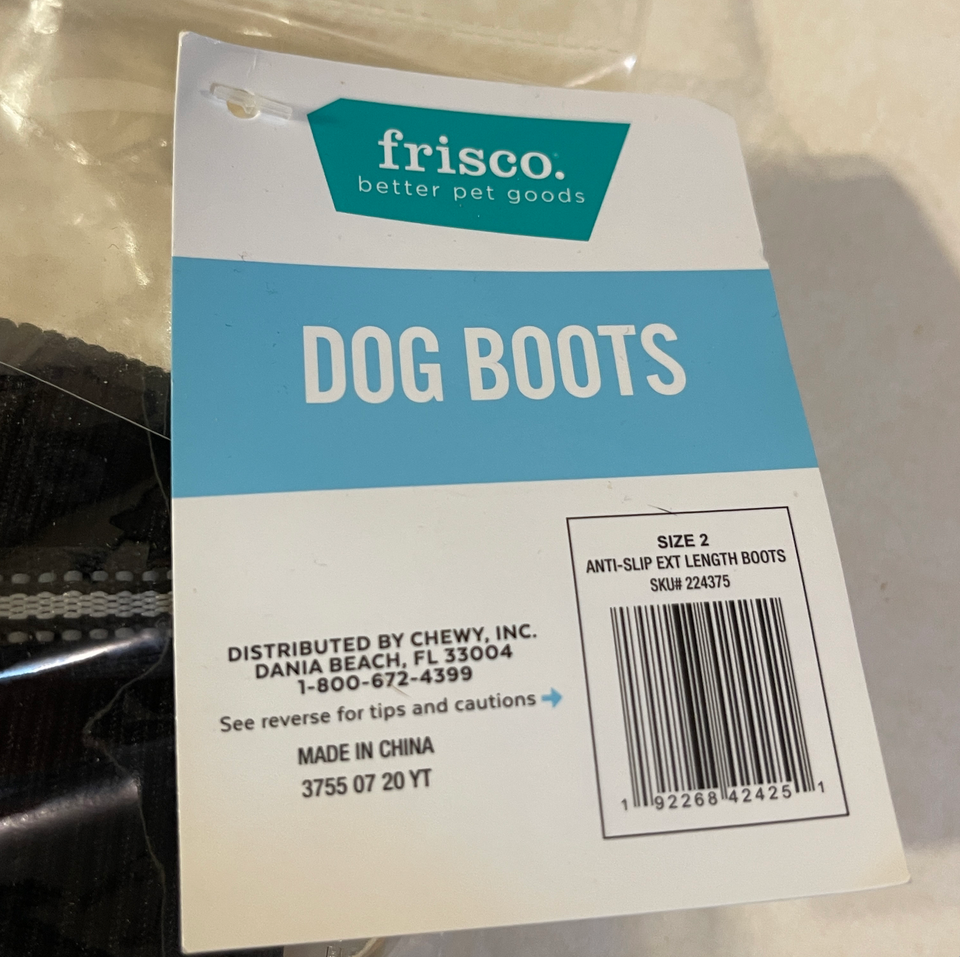 frisco.
better pet goods
DOG BOOTS
SIZE 2
ANTI-SLIP EXT LENGTH BOOTS
SKU# 224375
1 92268 42425 1
DISTRIBUTED BY CHEWY, INC.
DANIA BEACH, FL 33004
1-800-672-4399
See reverse for tips and cautions
MADE IN CHINA
3755 07 20 YT